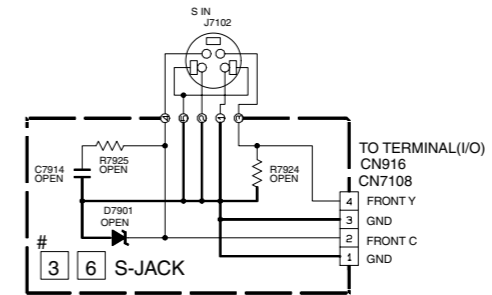 S IN
J7102
R7925
OPEN
C7914
OPEN
R7924
OPEN
D7901
OPEN
TO TERMINAL(I/O)
CN916
CN7108
4 FRONT Y
3 GND
2 FRONT C
1 GND
#
3 6 S-JACK